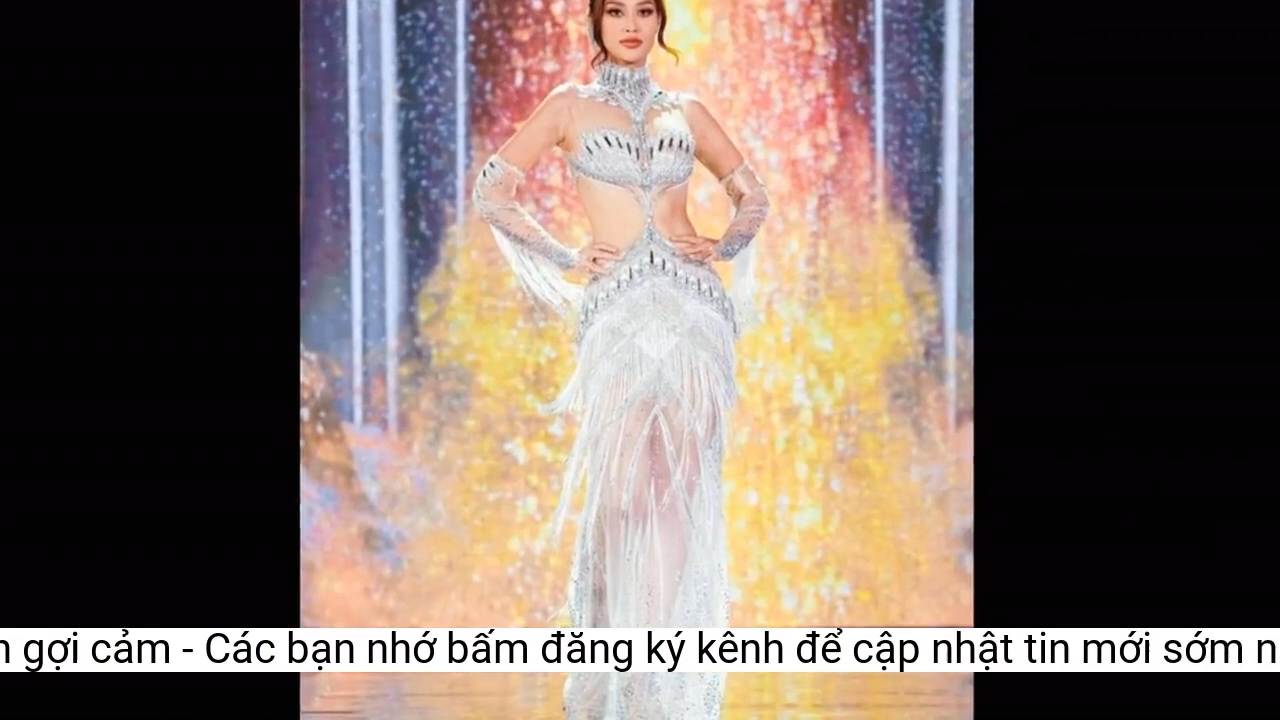 gợi cảm - Các bạn nhớ bấm đăng ký kênh để cập nhật tin mới sớm